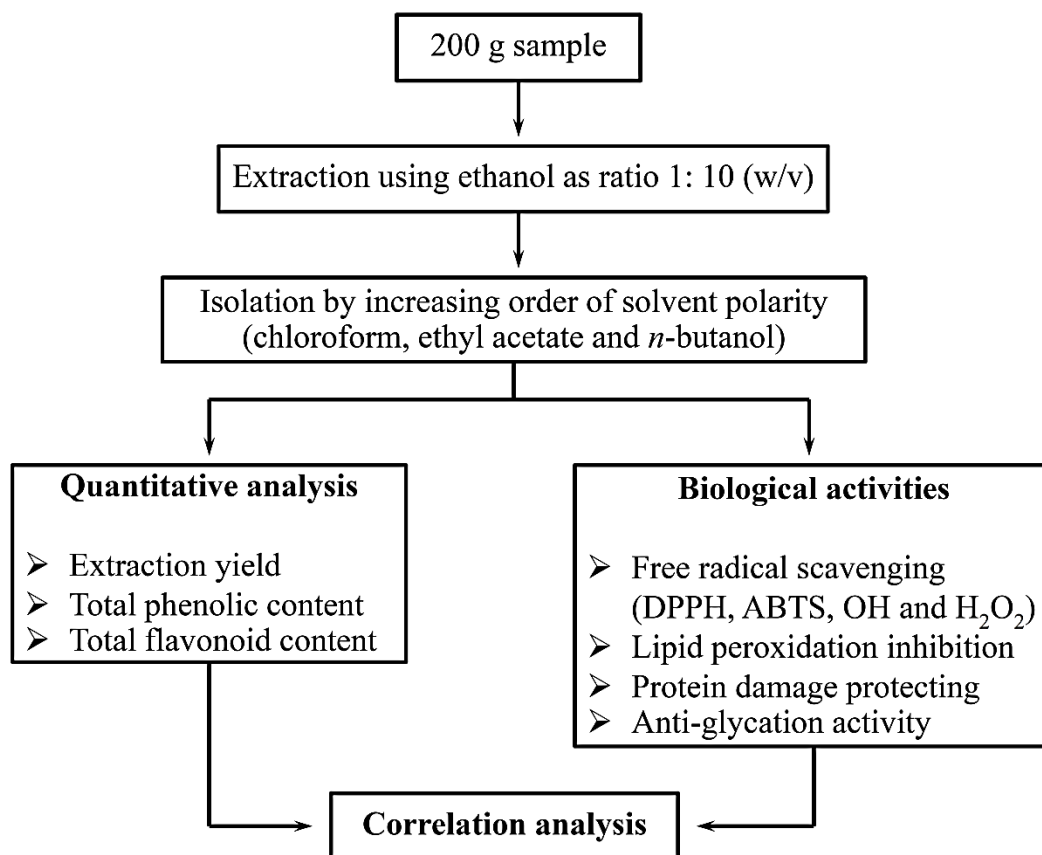 200 g sample
Extraction using ethanol as ratio 1: 10 (w/v)
Isolation by increasing order of solvent polarity
(chloroform, ethyl acetate and n-butanol)
Quantitative analysis
➢ Extraction yield
➢ Total phenolic content
➢ Total flavonoid content
Biological activities
➢ Free radical scavenging
(DPPH, ABTS, OH and H₂O₂)
➢ Lipid peroxidation inhibition
➢ Protein damage protecting
➢ Anti-glycation activity
Correlation analysis